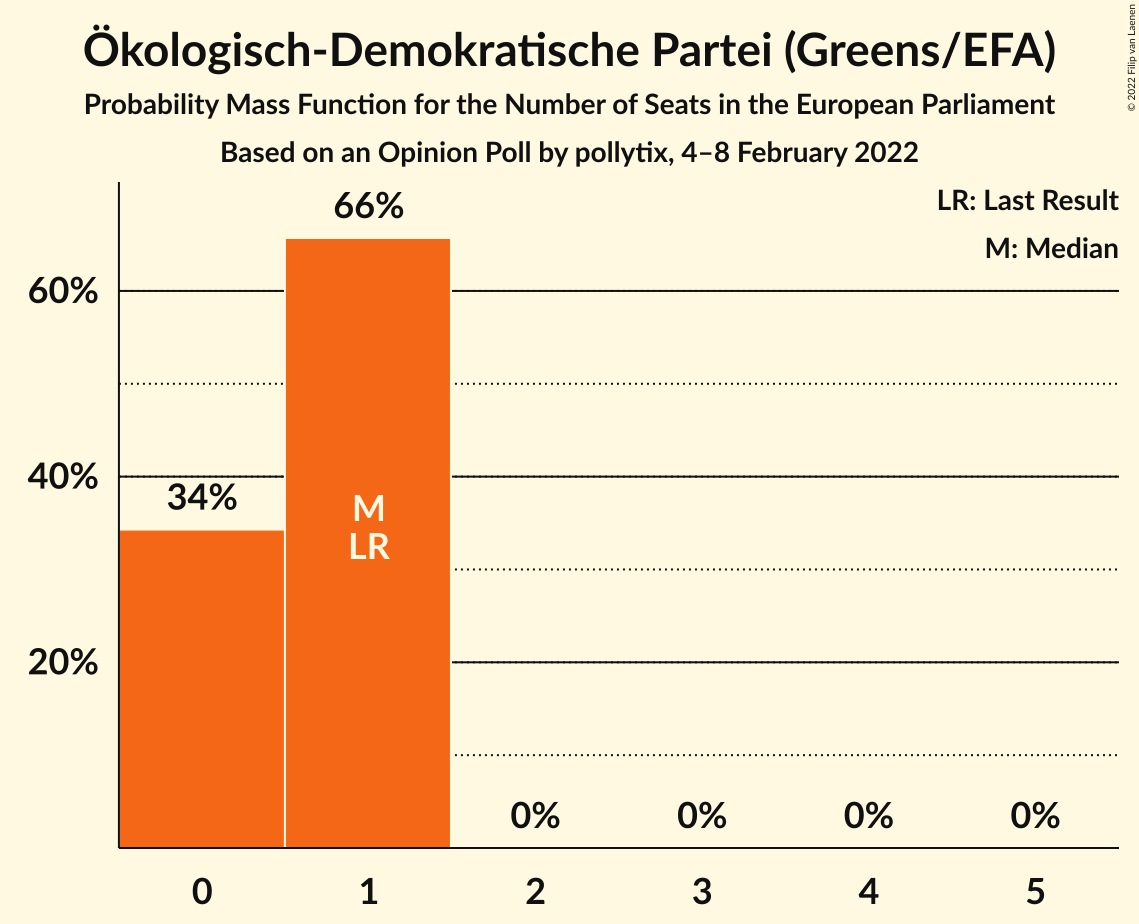 Ökologisch-Demokratische Partei (Greens/EFA)
Probability Mass Function for the Number of Seats in the European Parliament
Based on an Opinion Poll by pollytix, 4–8 February 2022
© 2022 Filip van Laenen
LR: Last Result
M: Median
66%
60%
40%
34%
M
LR
20%
0% 0% 0% 0%
0 1 2 3 4 5